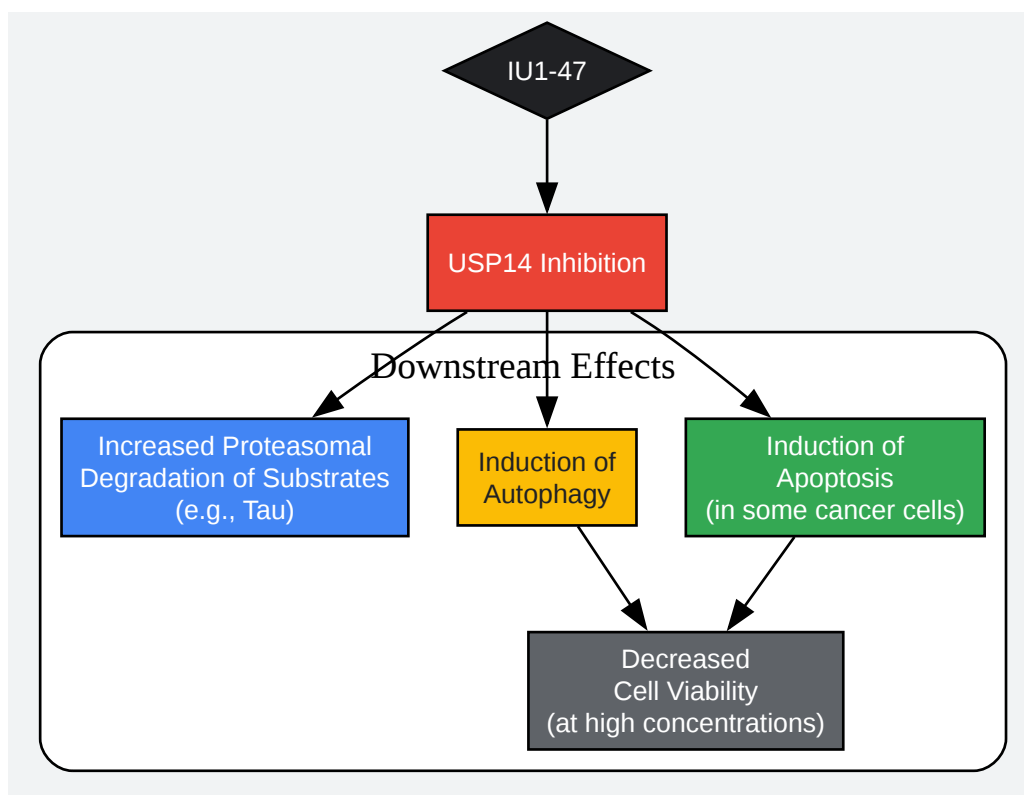 IU1-47
USP14 Inhibition
Downstream Effects
Increased Proteasomal
Degradation of Substrates
(e.g., Tau)
Induction of
Autophagy
Induction of
Apoptosis
(in some cancer cells)
Decreased
Cell Viability
(at high concentrations)